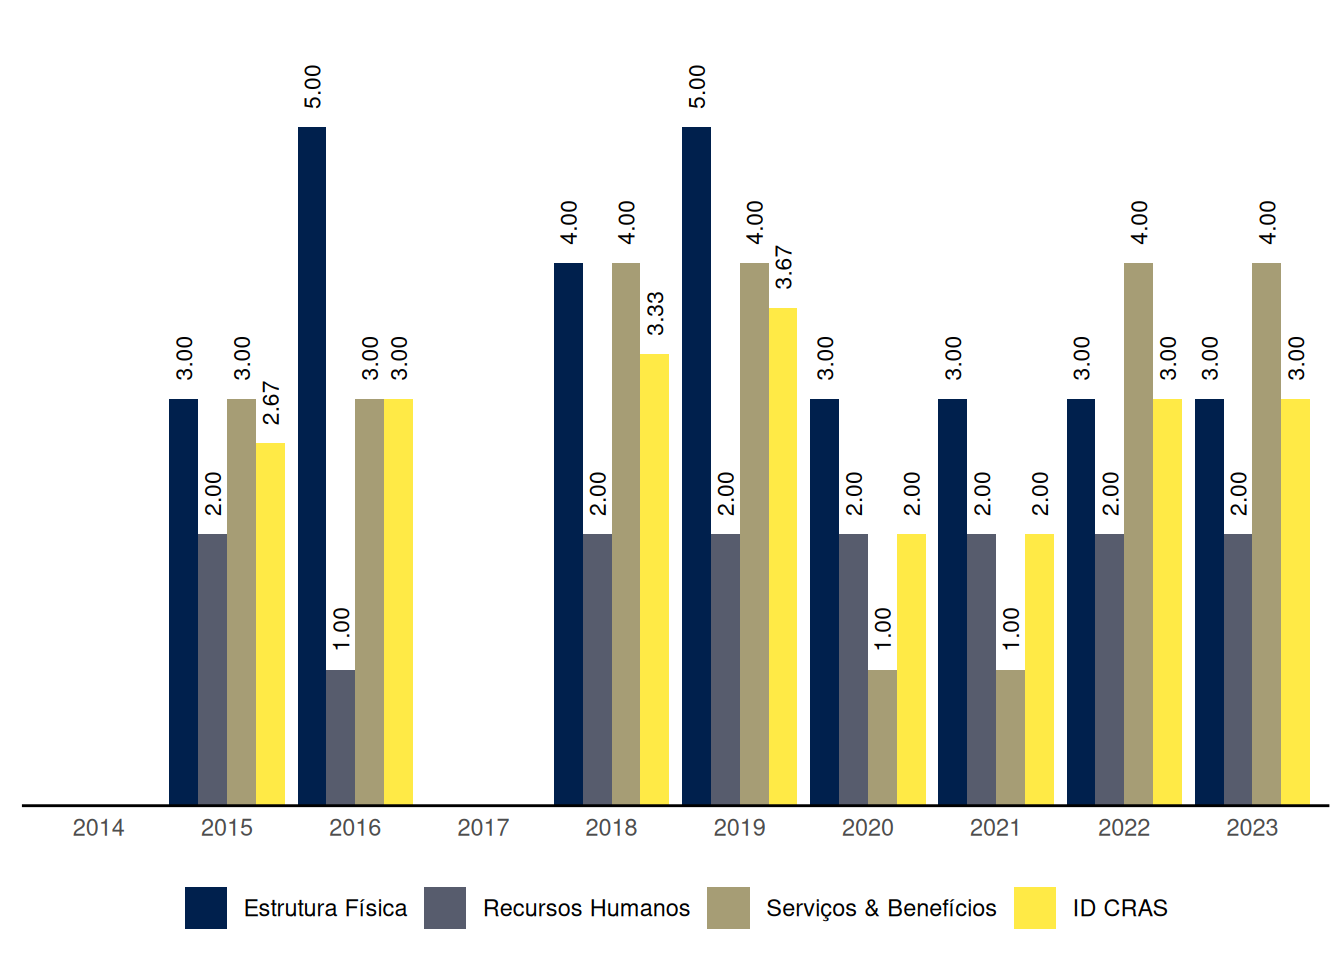 5.00 5.00
4.00 4.00 4.00 4.00 4.00
3.67
3.33
3.00 3.00 3.00 3.00 3.00 3.00 3.00 3.00 3.00 3.00
2.67
2.00 2.00 2.00 2.00 2.00 2.00 2.00 2.00 2.00
1.00 1.00 1.00
2014 2015 2016 2017 2018 2019 2020 2021 2022 2023
Estrutura Física Recursos Humanos Serviços & Benefícios ID CRAS